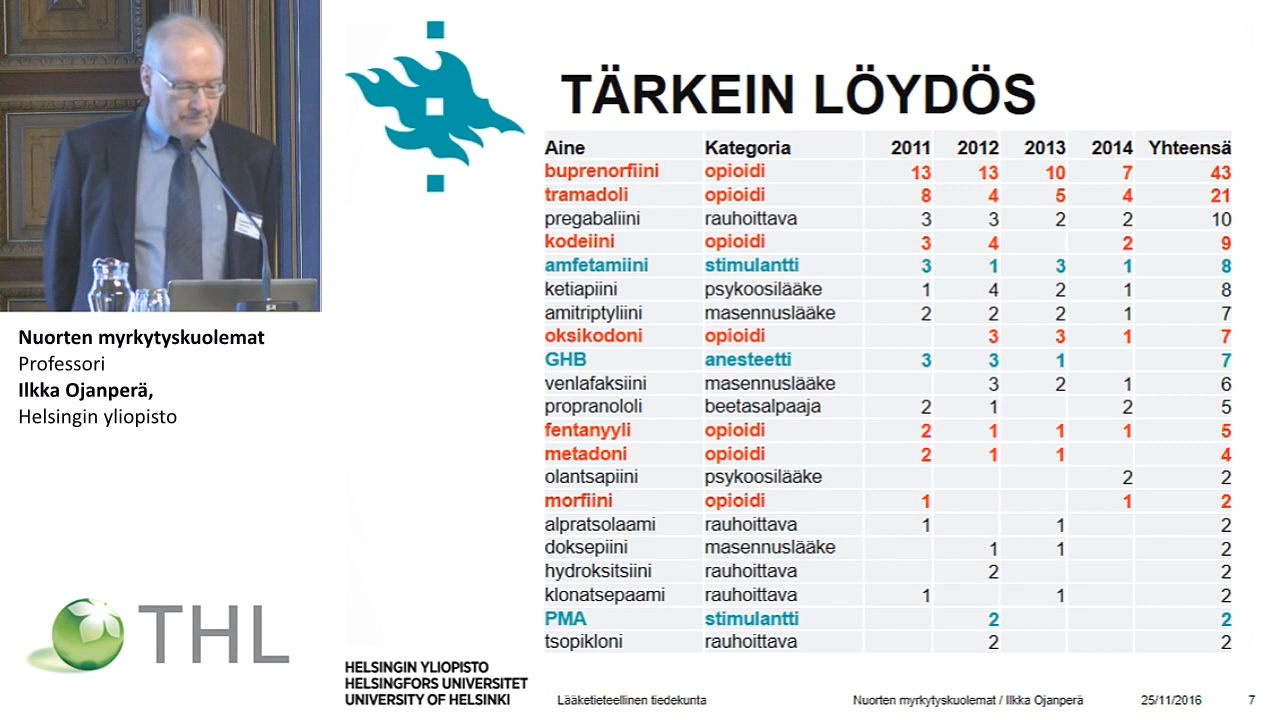 TÄRKEIN LÖYDÖS
Aine Kategoria 2011 2012 2013 2014 Yhteensä
buprenorfiini opioidi 13 13 10 7 43
tramadoli opioidi 8 4 5 4 21
pregabaliini rauhoittava 3 3 2 2 10
kodeiini opioidi 3 4 2 9
amfetamiini stimulantti 3 1 3 1 8
ketiapiini psykoosilääke 1 4 2 1 8
amitriptyliini masennuslääke 2 2 2 1 7
oksikodoni opioidi 3 3 1 7
GHB anesteetti 3 3 1 7
venlafaksiini masennuslääke 3 2 1 6
propranololi beetasalpaaja 2 1 2 5
fentanyyli opioidi 2 1 1 1 5
metadoni opioidi 2 1 1 4
olantsapiini psykoosilääke 2 2
morfiini opioidi 1 1 2
alpratsolaami rauhoittava 1 1 2
doksepiini masennuslääke 1 1 2
hydroksitsiini rauhoittava 2 2
klonatsepaami rauhoittava 1 1 2
PMA stimulantti 2 2
tsopikloni rauhoittava 2 2
Nuorten myrkytyskuolemat
Professori
Ilkka Ojanperä,
Helsingin yliopisto
THL
HELSINGIN YLIOPISTO
HELSINGFORS UNIVERSITET
UNIVERSITY OF HELSINKI
Lääketieteellinen tiedekunta Nuorten myrkytyskuolemat / Ilkka Ojanperä 25/11/2016 7